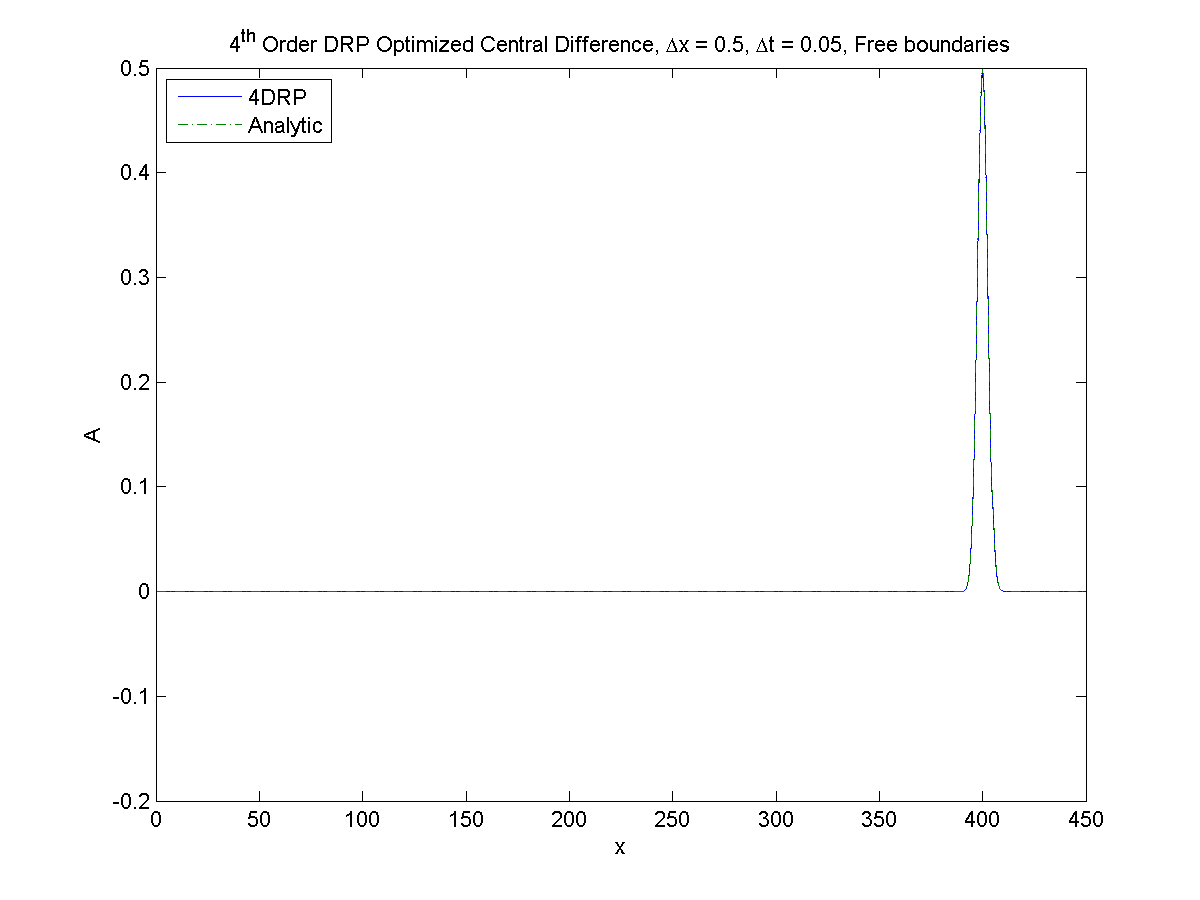 4th Order DRP Optimized Central Difference, Δx = 0.5, Δt = 0.05, Free boundaries
4DRP
Analytic
0.5
0.4
0.3
0.2
0.1
0
-0.1
-0.2
A
0 50 100 150 200 250 300 350 400 450
x